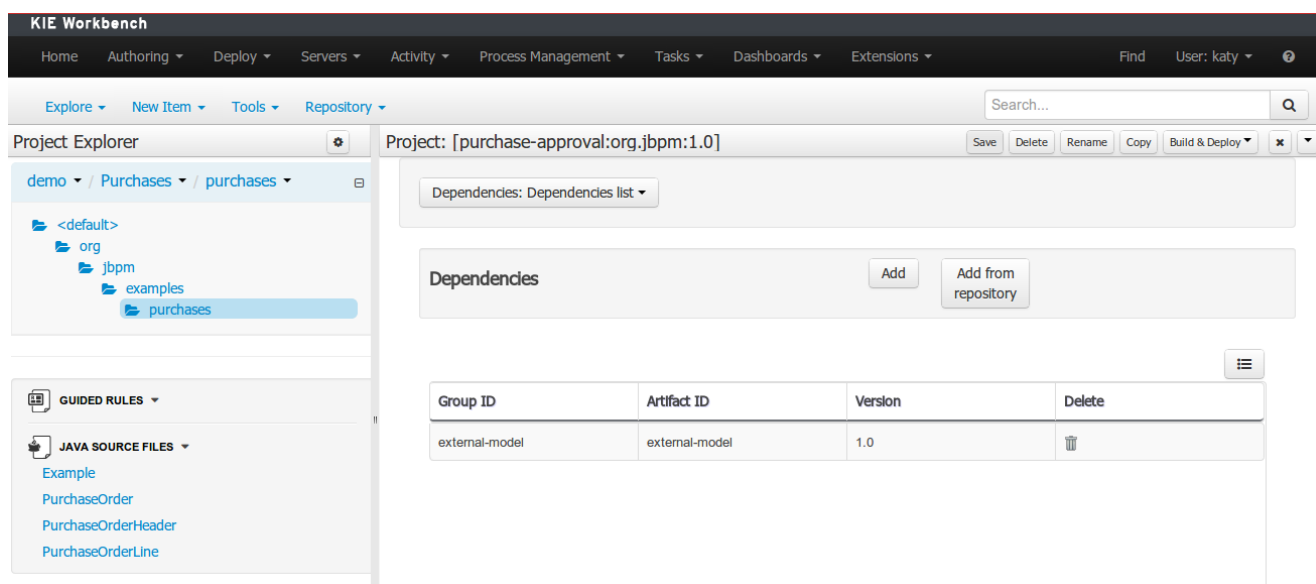 KIE Workbench
Home Authoring Deploy Servers Activity Process Management Tasks Dashboards Extensions Find User: katy ?
Explore New Item Tools Repository Search...
Project Explorer
Project: [purchase-approval:org.jbpm:1.0] Save Delete Rename Copy Build & Deploy
demo / Purchases / purchases
<default>
org
jbpm
examples
purchases
GUIDED RULES
JAVA SOURCE FILES
Example
PurchaseOrder
PurchaseOrderHeader
PurchaseOrderLine
Dependencies: Dependencies list
Dependencies Add Add from
repository
Group ID Artifact ID Version Delete
external-model external-model 1.0